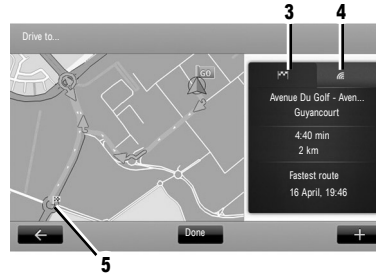 3
4
Drive to...
GO
Avenue Du Golf - Aven...
Guyancourt
4:40 min
2 km
Fastest route
16 April, 19:46
Done
5